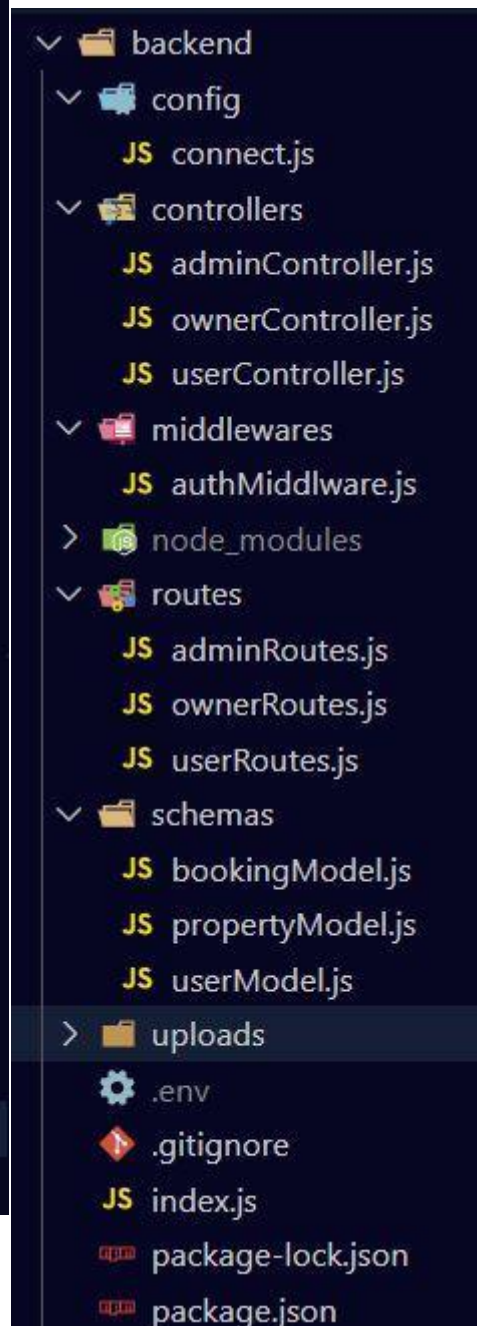 backend
config
JS connect.js
controllers
JS adminController.js
JS ownerController.js
JS userController.js
middlewares
JS authMiddlware.js
node_modules
routes
JS adminRoutes.js
JS ownerRoutes.js
JS userRoutes.js
schemas
JS bookingModel.js
JS propertyModel.js
JS userModel.js
uploads
.env
.gitignore
JS index.js
package-lock.json
package.json